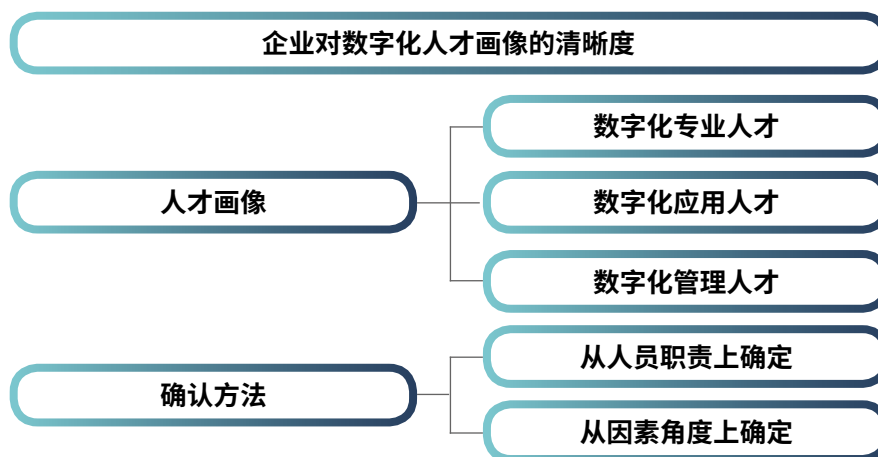 企业对数字化人才画像的清晰度
人才画像
数字化专业人才
数字化应用人才
数字化管理人才
确认方法
从人员职责上确定
从因素角度上确定